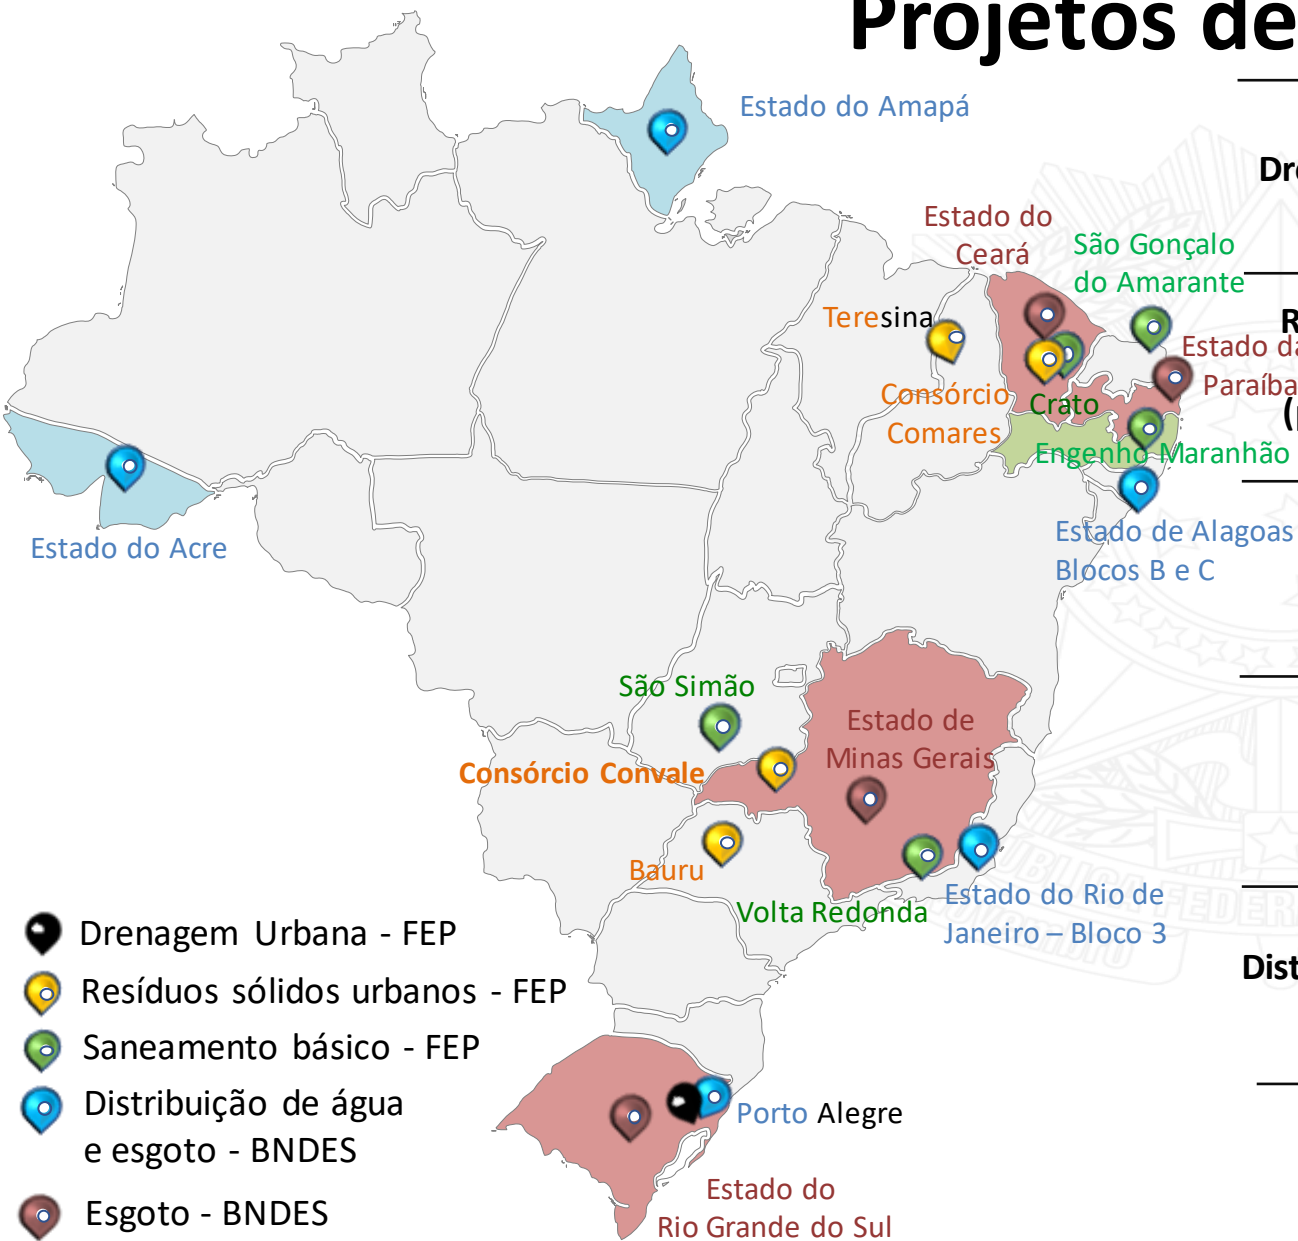 Projetos de
Estado do Amapá
Estado do
Ceará
São Gonçalo
do Amarante
Teresina
Estado da
Paraíba
(
Consórcio
Comares
Crato
Engenho Maranhão
Estado do Acre
Estado de Alagoas
Blocos B e C
São Simão
Estado de
Minas Gerais
Consórcio Convale
Bauru
Volta Redonda
Estado do Rio de
Janeiro – Bloco 3
Drenagem Urbana - FEP
Resíduos sólidos urbanos - FEP
Saneamento básico - FEP
Distribuição de água
e esgoto - BNDES
Esgoto - BNDES
Porto Alegre
Estado do
Rio Grande do Sul
Dist